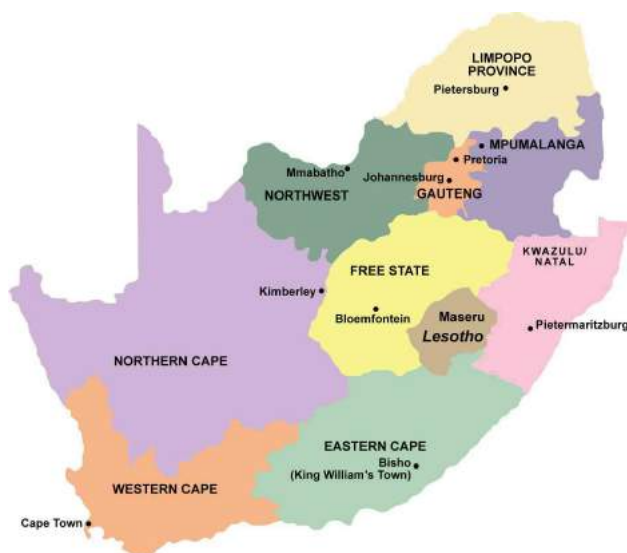 LIMPOPO
PROVINCE
Pietersburg
MPUMALANGA
Pretoria
Mmabatho
Johannesburg
NORTHWEST
GAUTENG
KWAZULU/
NATAL
FREE STATE
Kimberley
Bloemfontein
Maseru
Lesotho
Pietermaritzburg
NORTHERN CAPE
EASTERN CAPE
Bisho
(King William's Town)
WESTERN CAPE
Cape Town